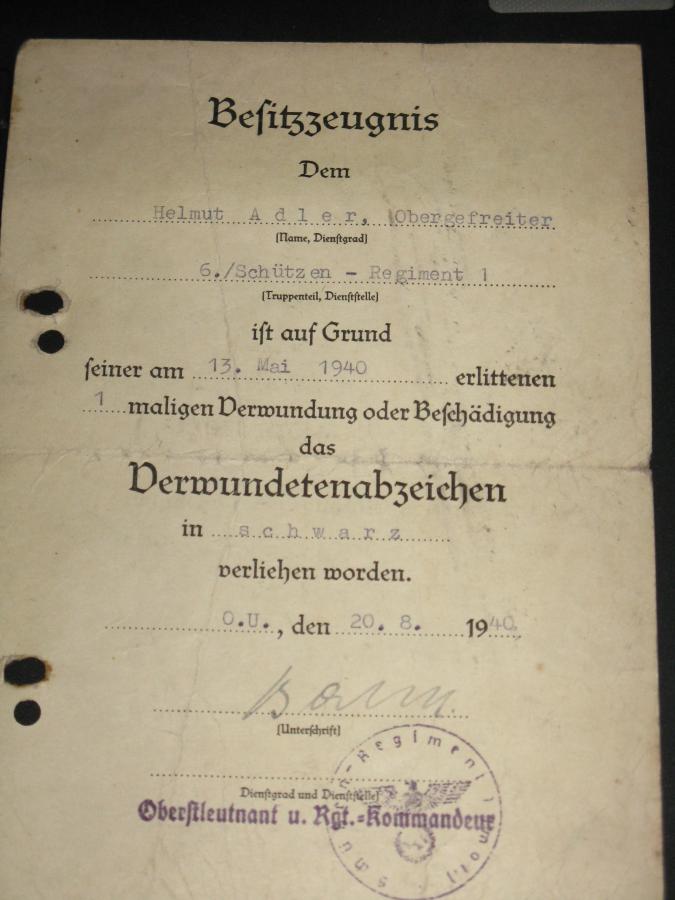 Besitzzeugnis
Dem
Helmut Adler, Obergefreiter
(Name, Dienstgrad)
6./Schützen - Regiment 1
(Truppenteil, Dienststelle)
ist auf Grund
seiner am 13. Mai 1940 erlittenen
1 maligen Verwundung oder Beschädigung
das
Verwundetenabzeichen
in schwarz
verliehen worden.
O.U., den 20. 8. 1940
(Unterschrift)
Dienstgrad und Dienststelle)
Oberstleutnant u. Rgt.-Kommandeur